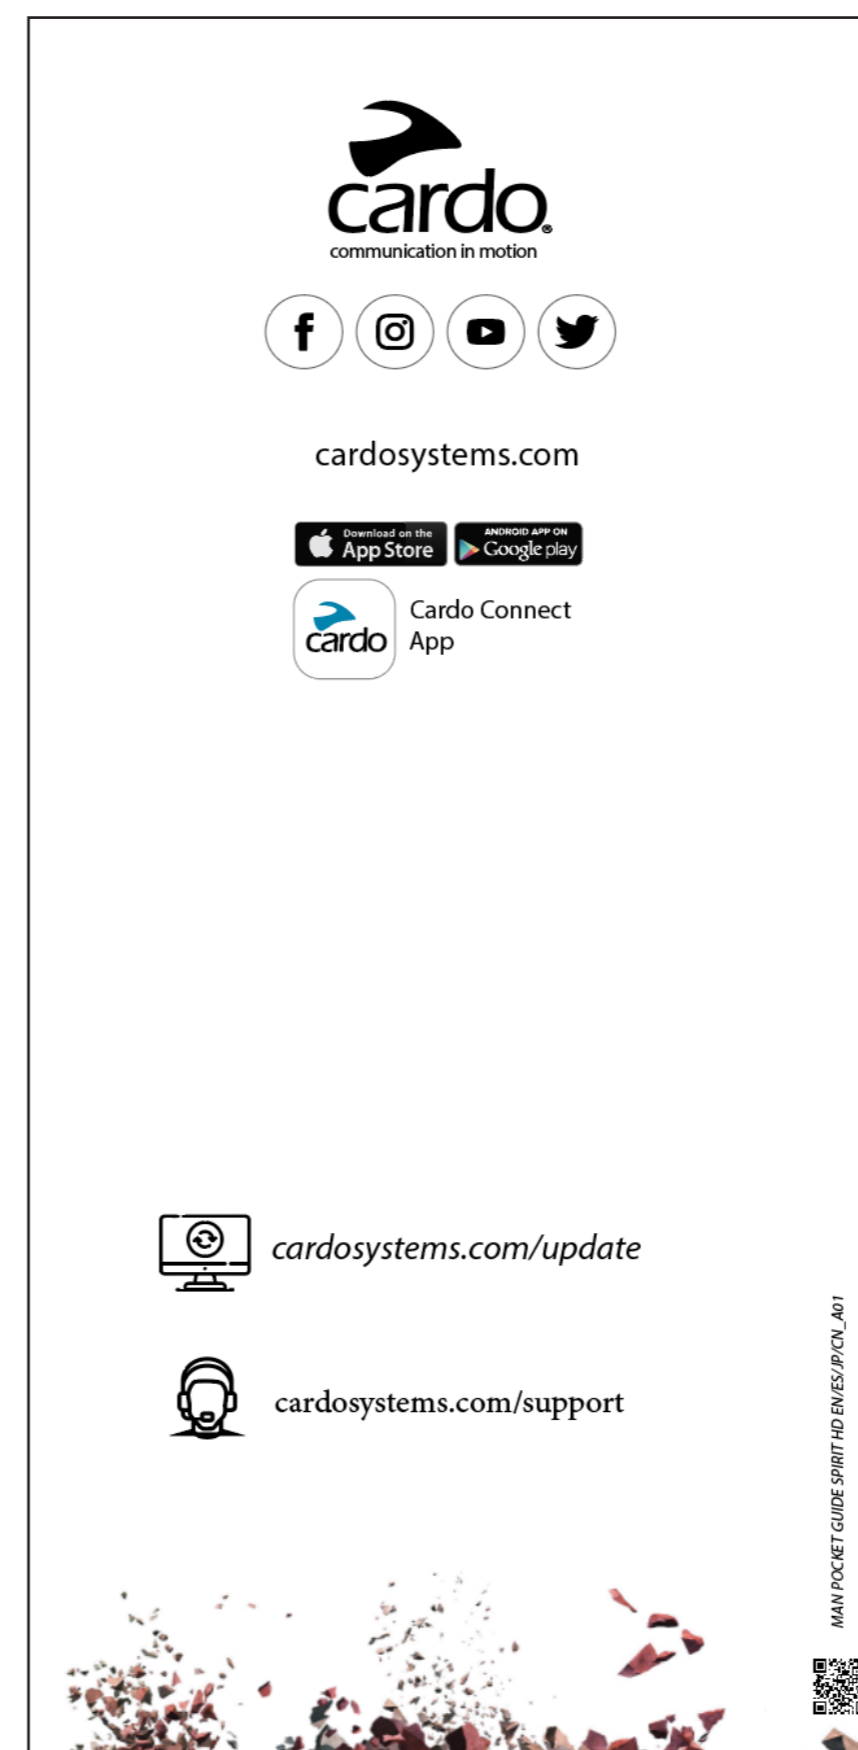 cardo®
communication in motion
cardosystems.com
Download on the
App Store
ANDROID APP ON
Google play
cardo
Cardo Connect
App
cardosystems.com/update
cardosystems.com/support
MAN POCKET GUIDE SPIRIT HD EN/ES/JP/CN_A01